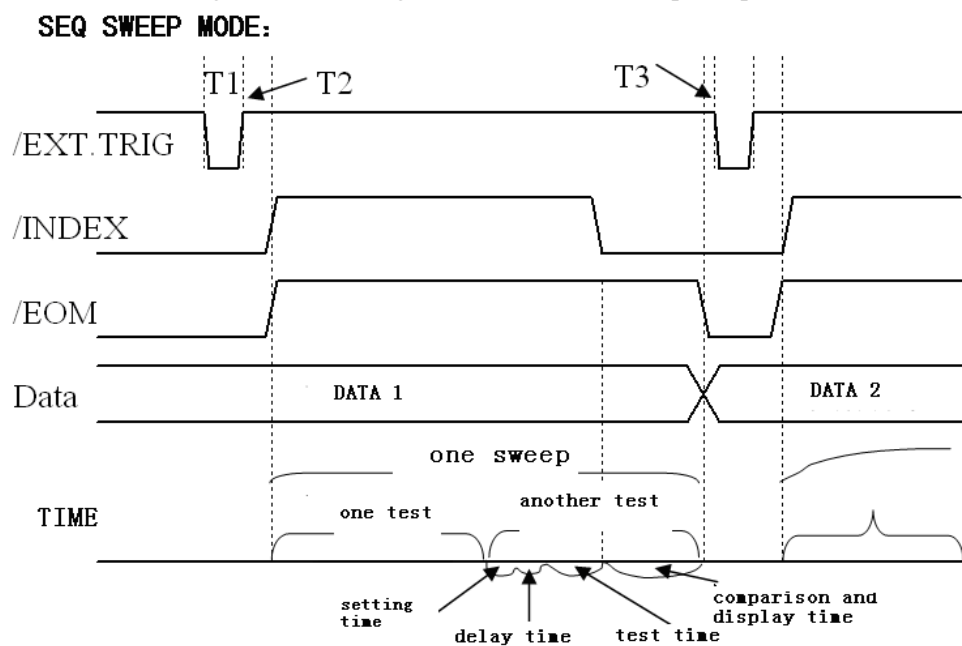 SEQ SWEEP MODE:
T1
T2
T3
/EXT.TRIG
/INDEX
/EOM
Data
DATA 1
DATA 2
one sweep
TIME
one test
another test
setting
time
delay time
test time
comparison and
display time